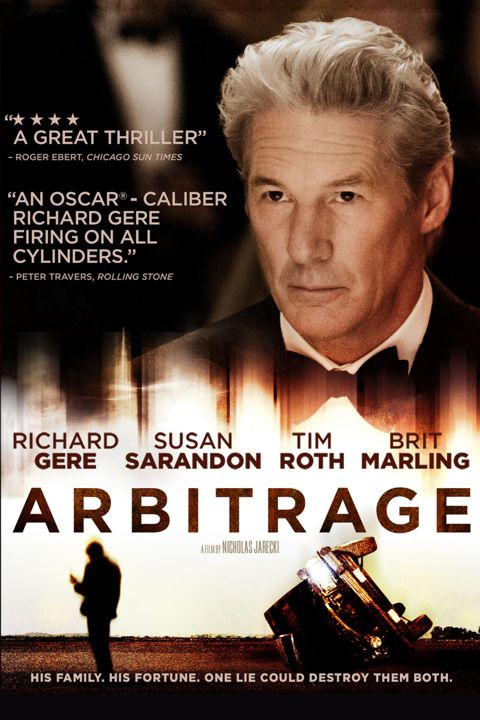 “★★★★
A GREAT THRILLER”
– ROGER EBERT, CHICAGO SUN TIMES
“AN OSCAR® - CALIBER
RICHARD GERE
FIRING ON ALL
CYLINDERS.”
– PETER TRAVERS, ROLLING STONE
RICHARD GERE
SUSAN SARANDON
TIM ROTH
BRIT MARLING
ARBITRAGE
A FILM BY NICHOLAS JARECKI
HIS FAMILY. HIS FORTUNE. ONE LIE COULD DESTROY THEM BOTH.